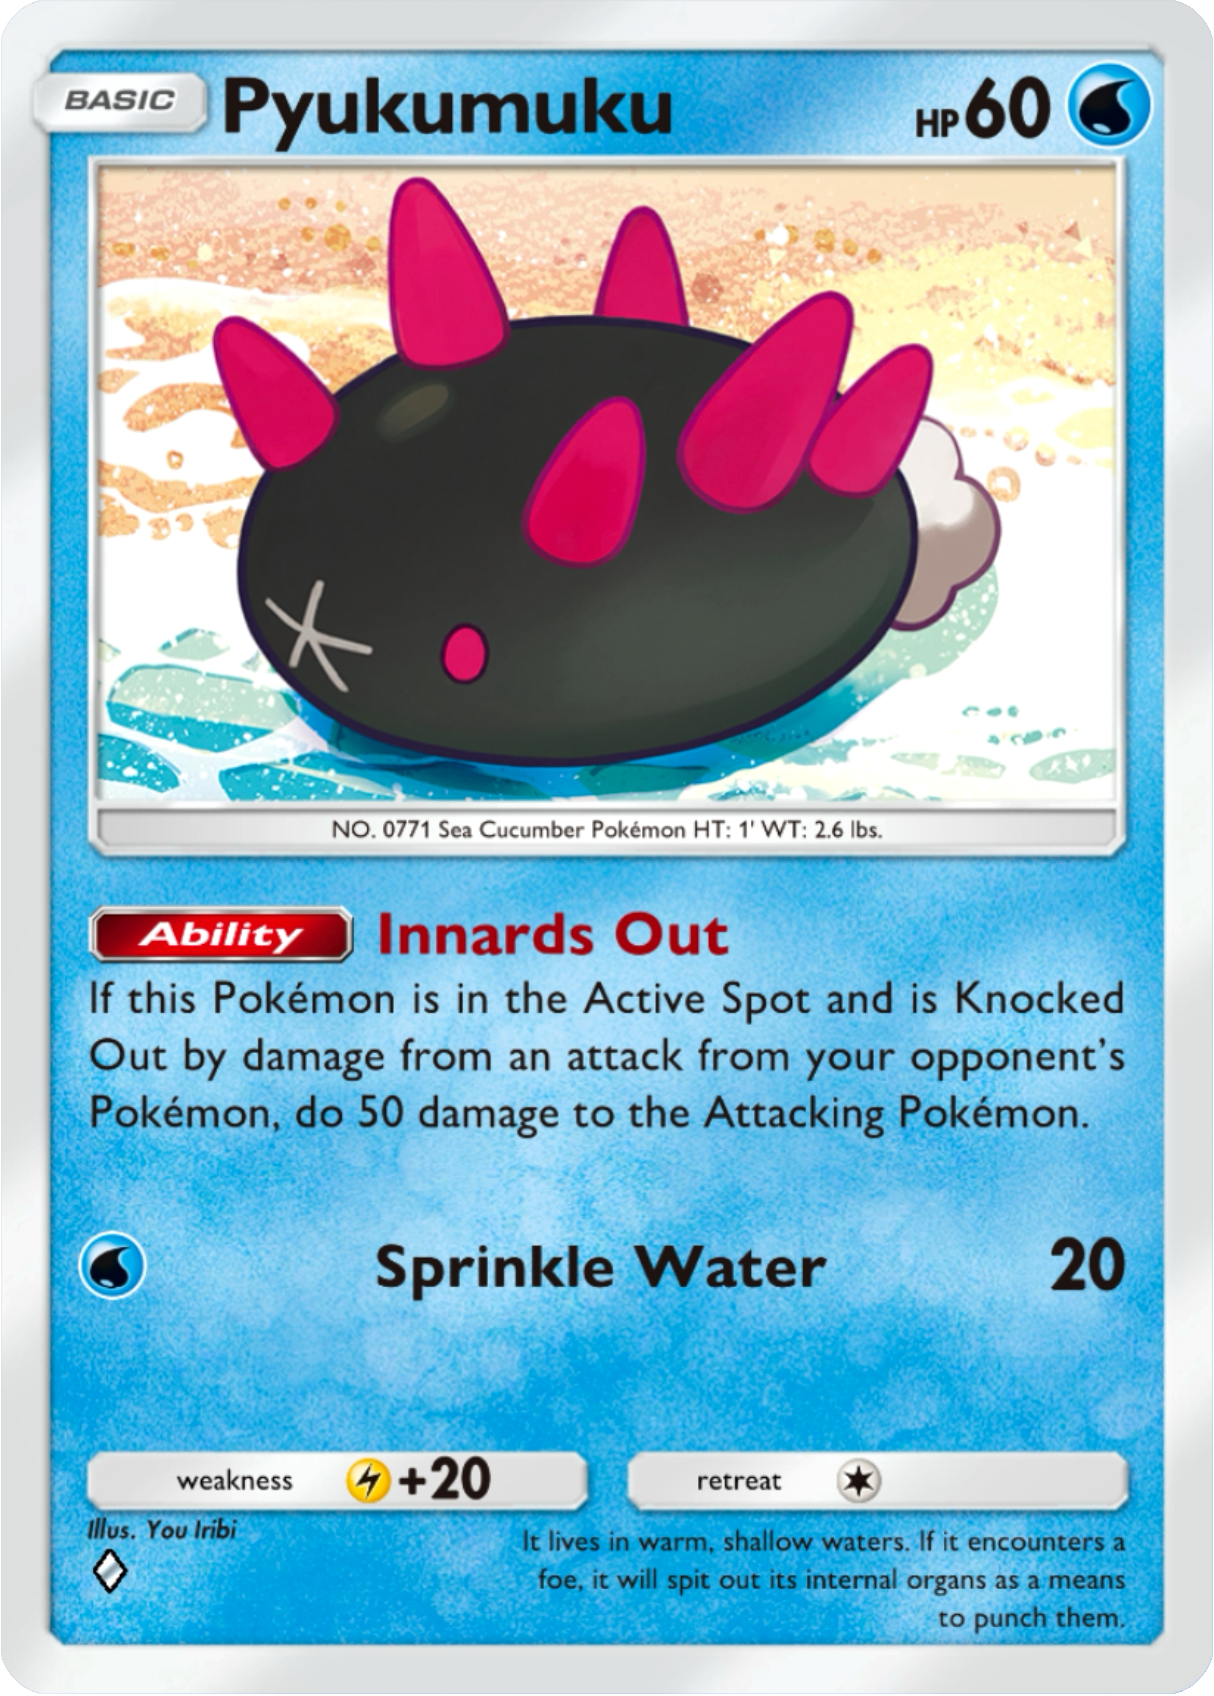 BASIC Pyukumuku HP 60
NO. 0771 Sea Cucumber Pokémon HT: 1' WT: 2.6 lbs.
Ability Innards Out
If this Pokémon is in the Active Spot and is Knocked
Out by damage from an attack from your opponent's
Pokémon, do 50 damage to the Attacking Pokémon.
Sprinkle Water 20
weakness +20 retreat
Illus. You Iribi
It lives in warm, shallow waters. If it encounters a
foe, it will spit out its internal organs as a means
to punch them.